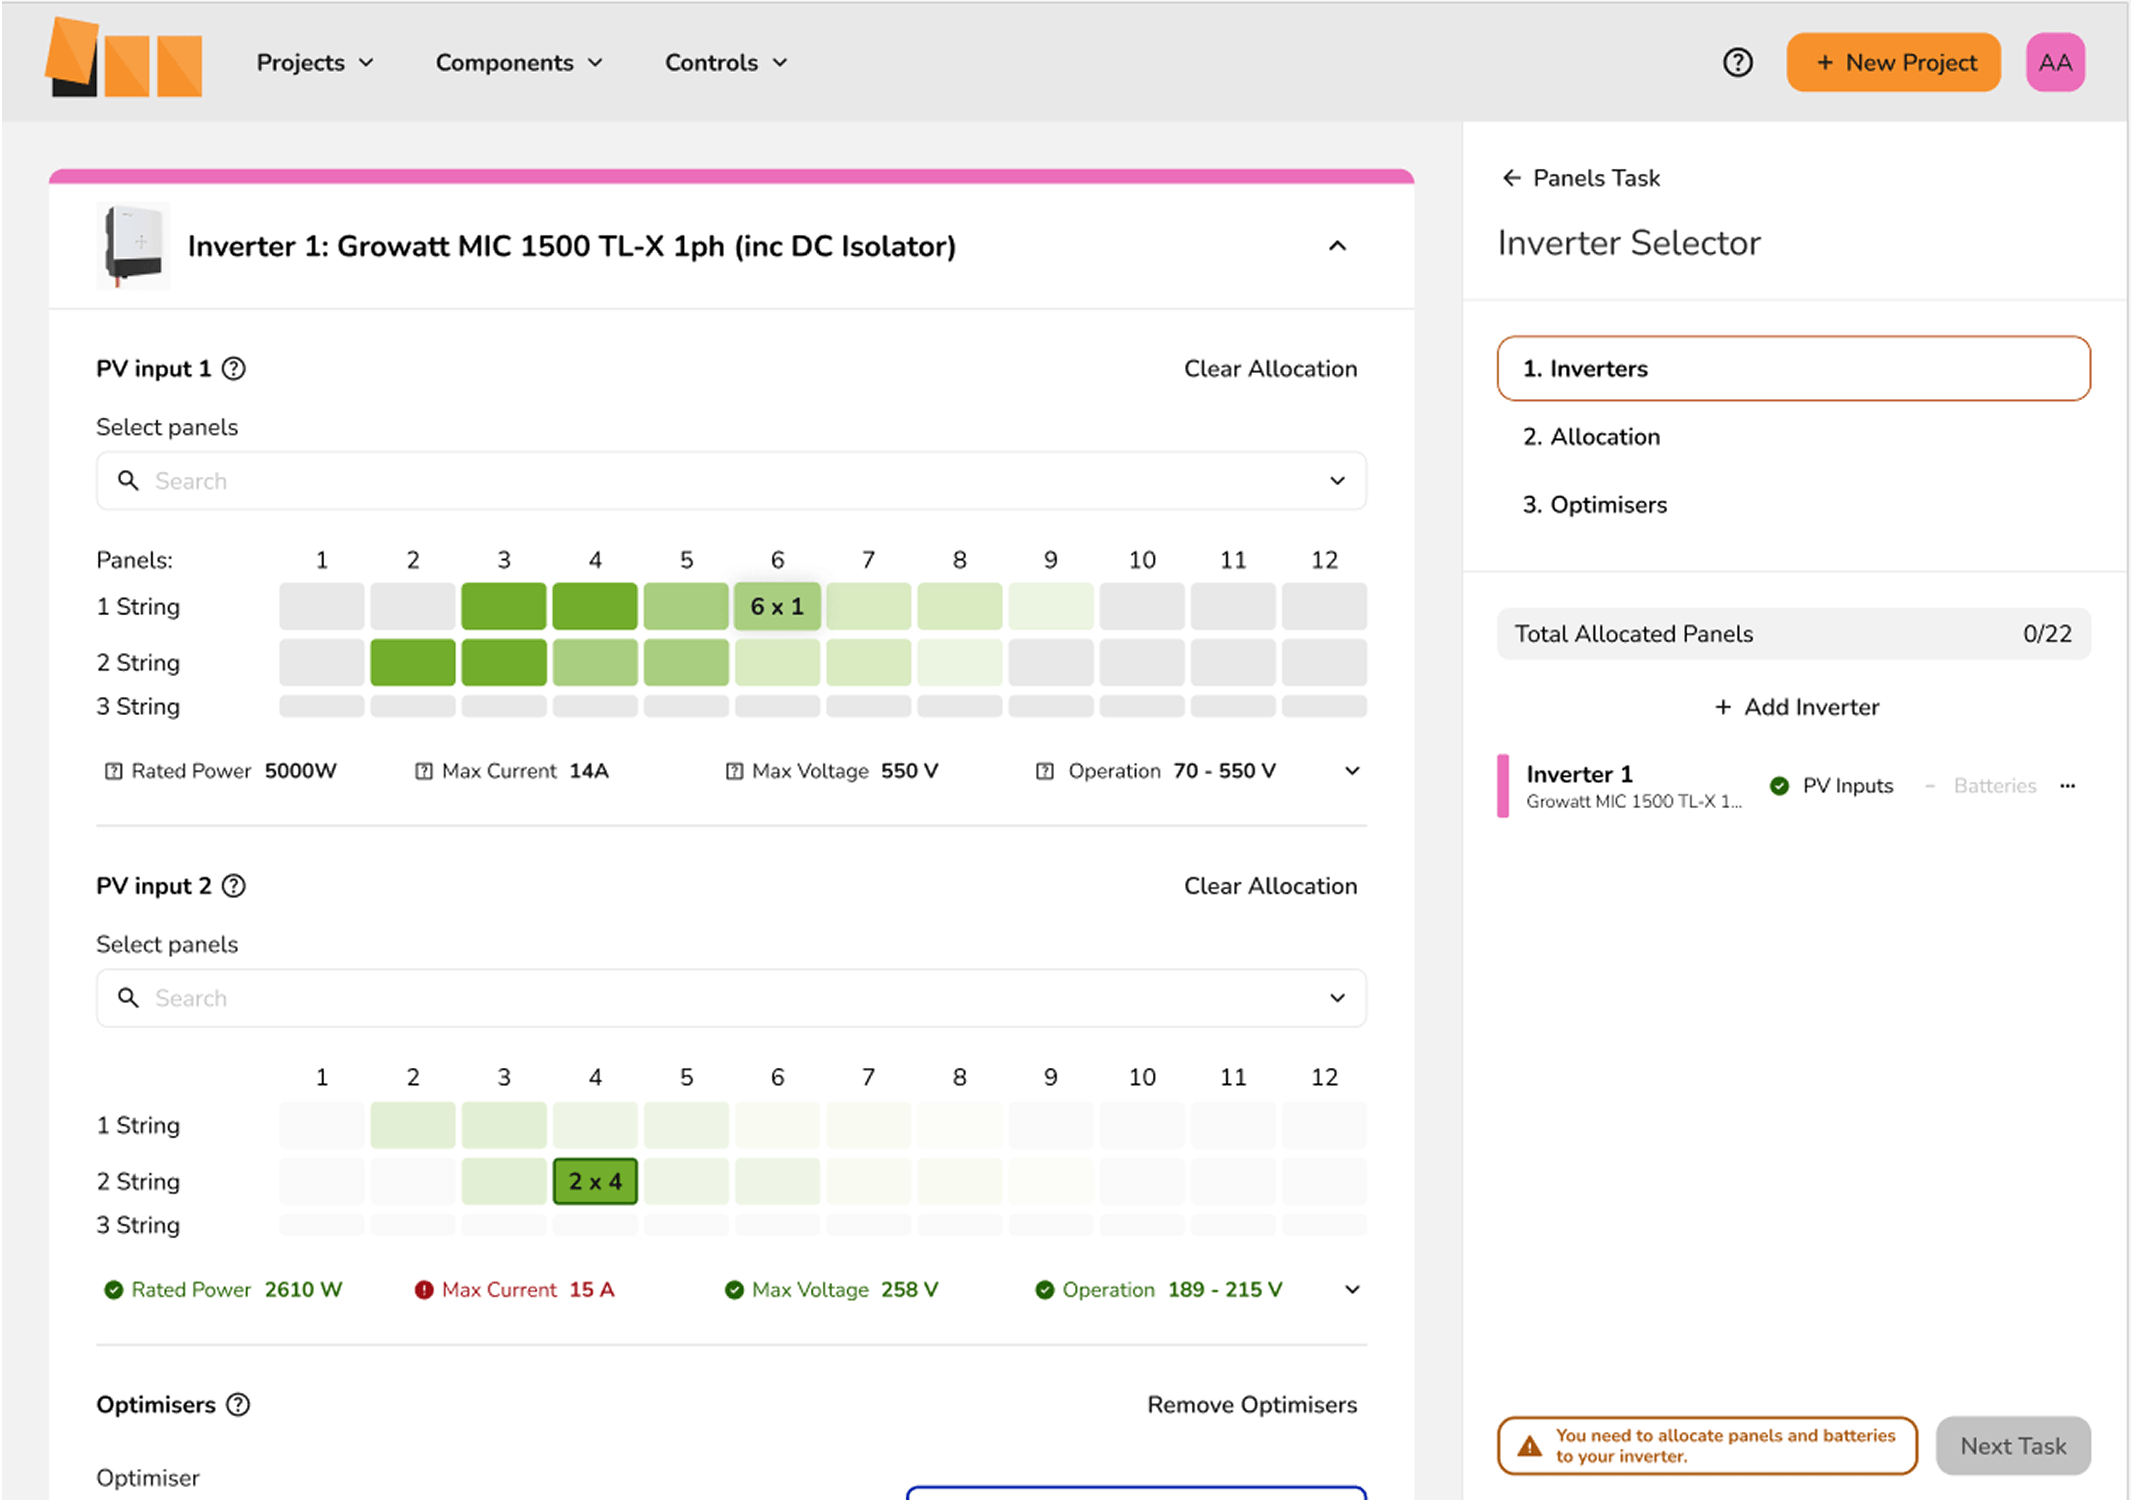 Projects
Components
Controls
+ New Project
AA
Inverter 1: Growatt MIC 1500 TL-X 1ph (inc DC Isolator)
PV input 1
Clear Allocation
Select panels
Search
Panels: 1 2 3 4 5 6 7 8 9 10 11 12
1 String 6 x 1
2 String
3 String
Rated Power 5000W Max Current 14A Max Voltage 550 V Operation 70 - 550 V
PV input 2
Clear Allocation
Select panels
Search
1 2 3 4 5 6 7 8 9 10 11 12
1 String
2 String 2 x 4
3 String
Rated Power 2610 W Max Current 15 A Max Voltage 258 V Operation 189 - 215 V
Optimisers
Remove Optimisers
Optimiser
← Panels Task
Inverter Selector
1. Inverters
2. Allocation
3. Optimisers
Total Allocated Panels 0/22
+ Add Inverter
Inverter 1
Growatt MIC 1500 TL-X 1...
PV Inputs
– Batteries
...
You need to allocate panels and batteries
to your inverter.
Next Task